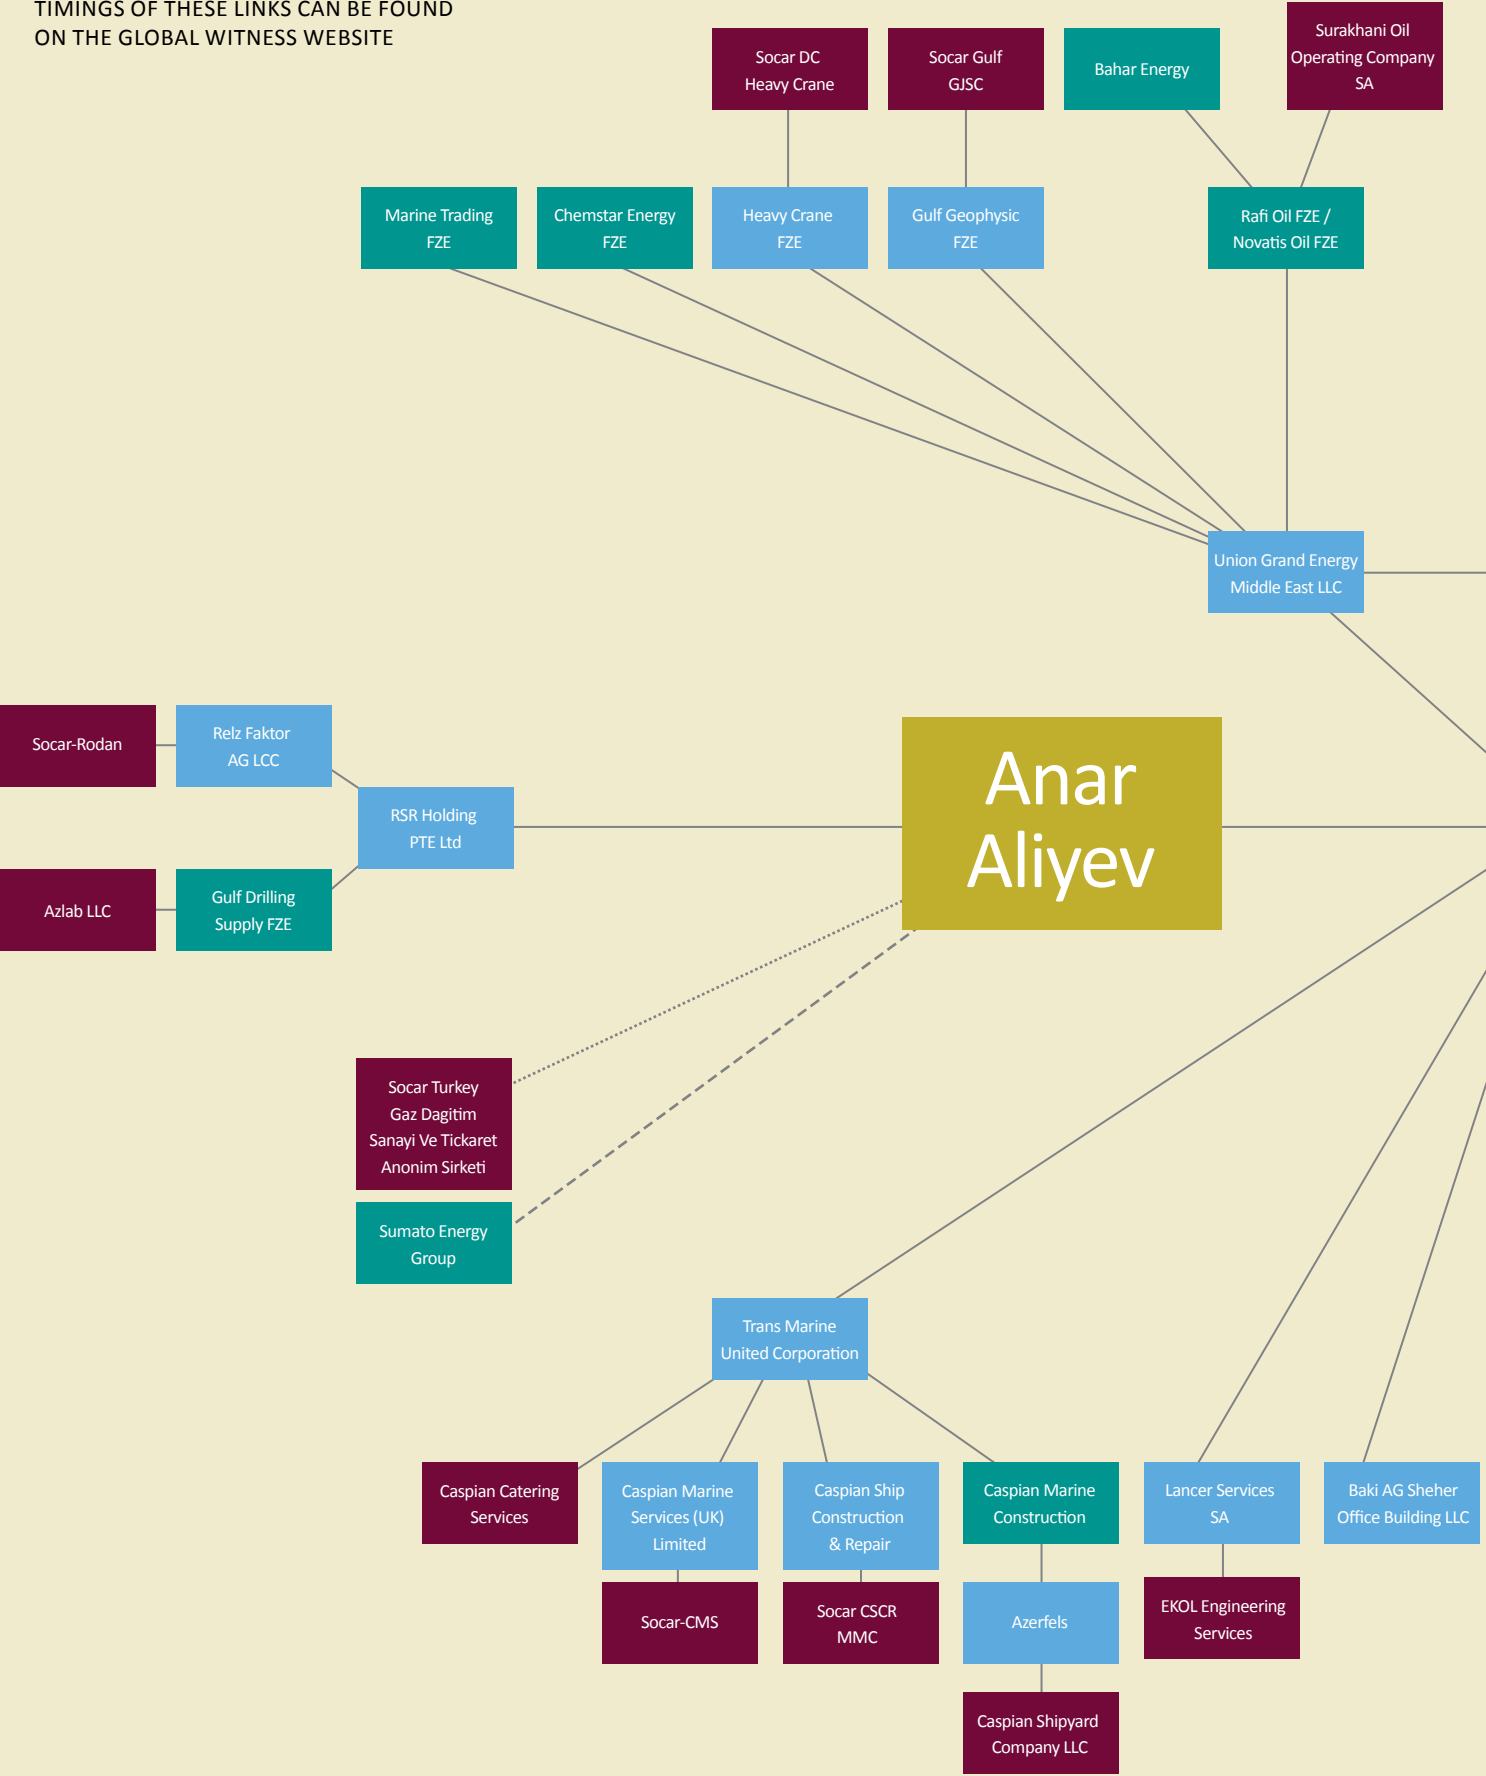 TIMINGS OF THESE LINKS CAN BE FOUND
ON THE GLOBAL WITNESS WEBSITE
Socar DC
Heavy Crane
Socar Gulf
GJSC
Bahar Energy
Surakhani Oil
Operating Company
SA
Marine Trading
FZE
Chemstar Energy
FZE
Heavy Crane
FZE
Gulf Geophysic
FZE
Rafi Oil FZE /
Novatis Oil FZE
Union Grand Energy
Middle East LLC
Socar-Rodan
Relz Faktor
AG LCC
RSR Holding
PTE Ltd
Azlab LLC
Gulf Drilling
Supply FZE
Anar
Aliyev
Socar Turkey
Gaz Dagitim
Sanayi Ve Tickaret
Anonim Sirketi
Sumato Energy
Group
Trans Marine
United Corporation
Caspian Catering
Services
Caspian Marine
Services (UK)
Limited
Caspian Ship
Construction
& Repair
Caspian Marine
Construction
Lancer Services
SA
Baki AG Sheher
Office Building LLC
Socar-CMS
Socar CSCR
MMC
Azerfels
EKOL Engineering
Services
Caspian Shipyard
Company LLC